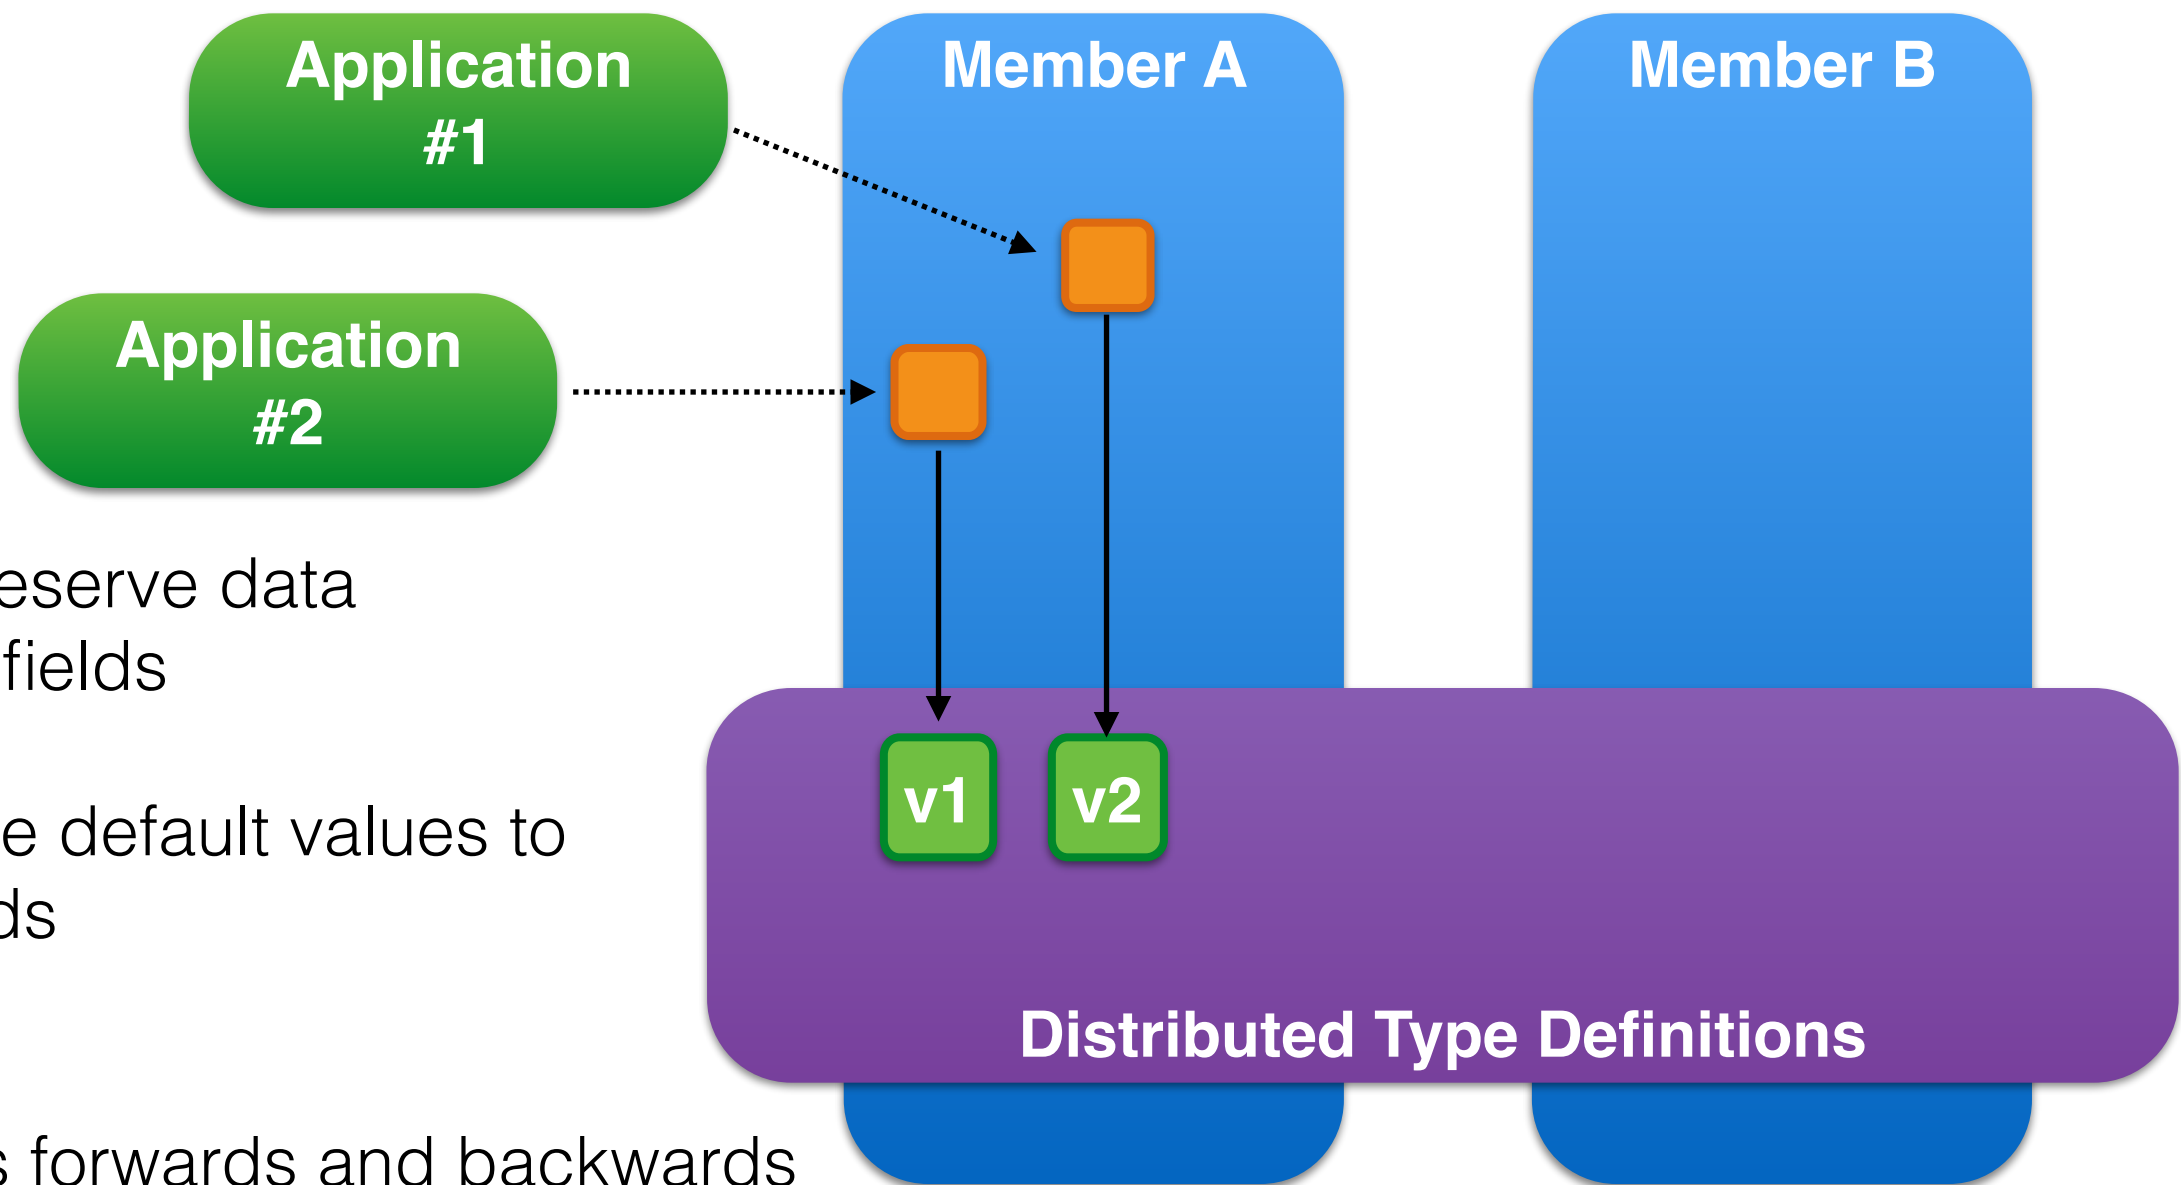 Application
#1
Member A
Member B
Application
#2
eserve data
fields
e default values to
ds
v1
v2
Distributed Type Definitions
s forwards and backwards